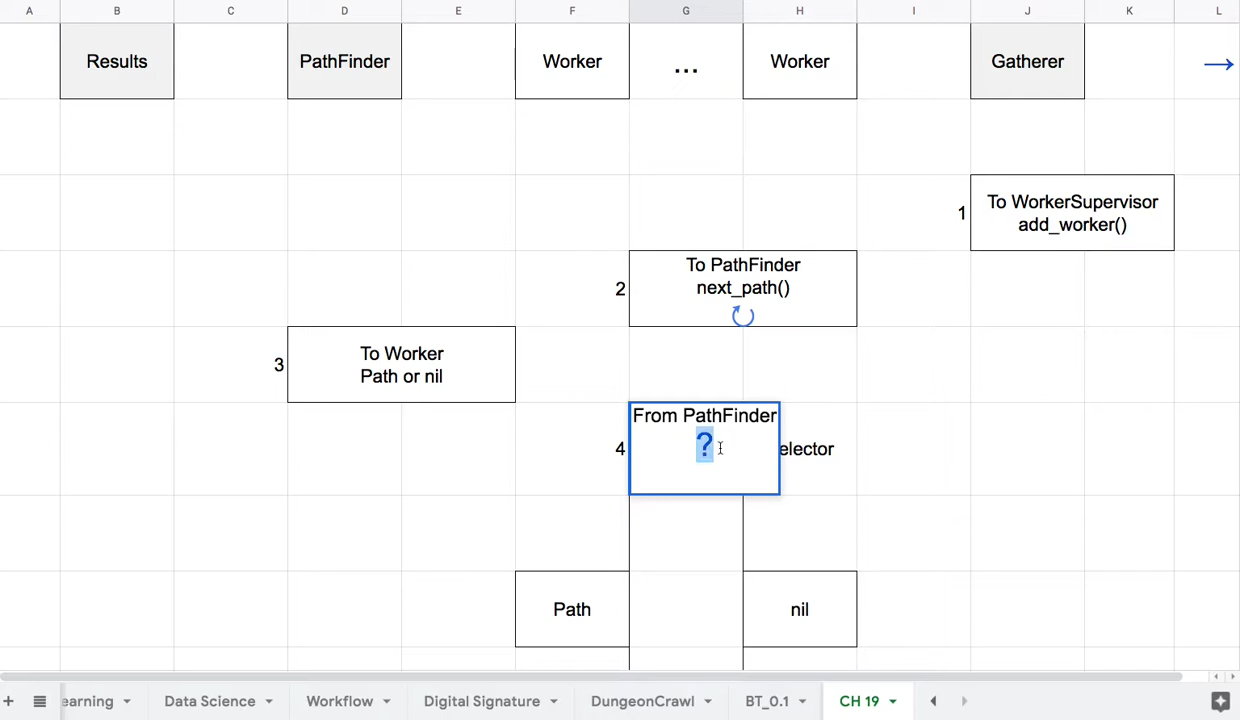 A B C D E F G H I J K L
Results PathFinder Worker ... Worker Gatherer →
1 To WorkerSupervisor
add_worker()
2 To PathFinder
next_path()
3 To Worker
Path or nil
4 From PathFinder
? elector
Path nil
+ earning Data Science Workflow Digital Signature DungeonCrawl BT_0.1 CH 19